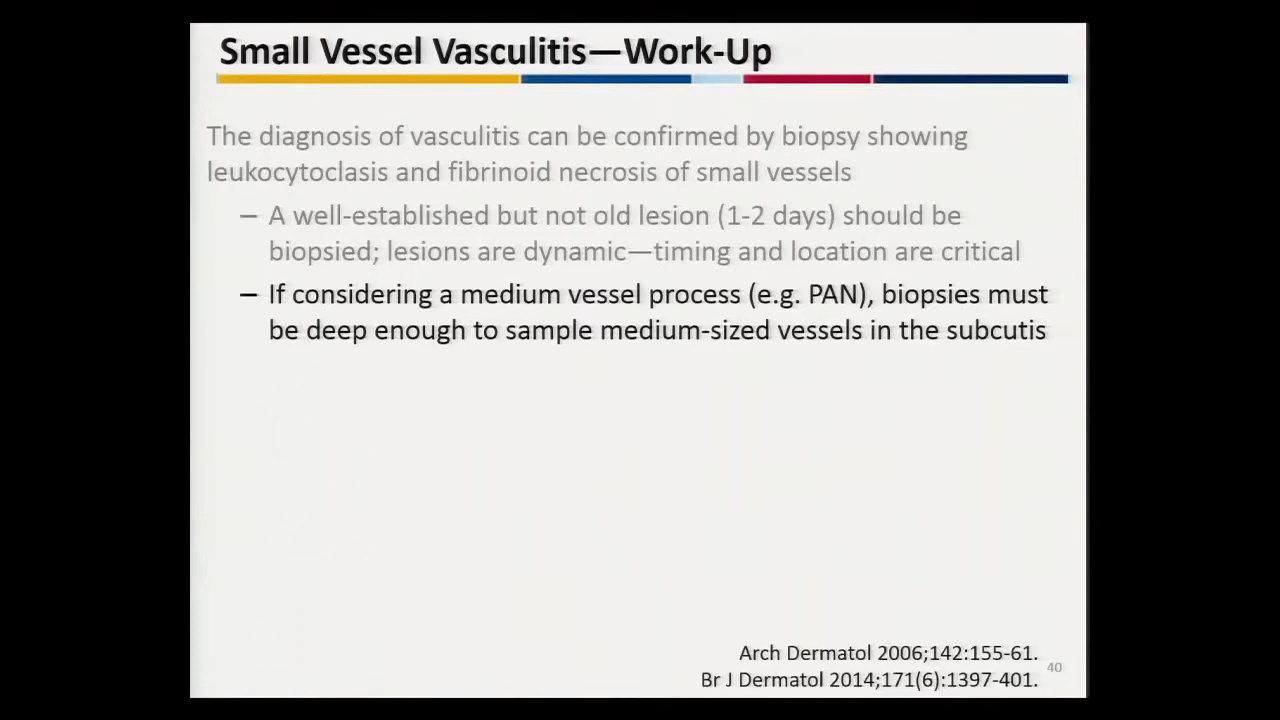 Small Vessel Vasculitis—Work-Up
The diagnosis of vasculitis can be confirmed by biopsy showing
leukocytoclasis and fibrinoid necrosis of small vessels
– A well-established but not old lesion (1-2 days) should be
biopsied; lesions are dynamic—timing and location are critical
– If considering a medium vessel process (e.g. PAN), biopsies must
be deep enough to sample medium-sized vessels in the subcutis
Arch Dermatol 2006;142:155-61.
40
Br J Dermatol 2014;171(6):1397-401.